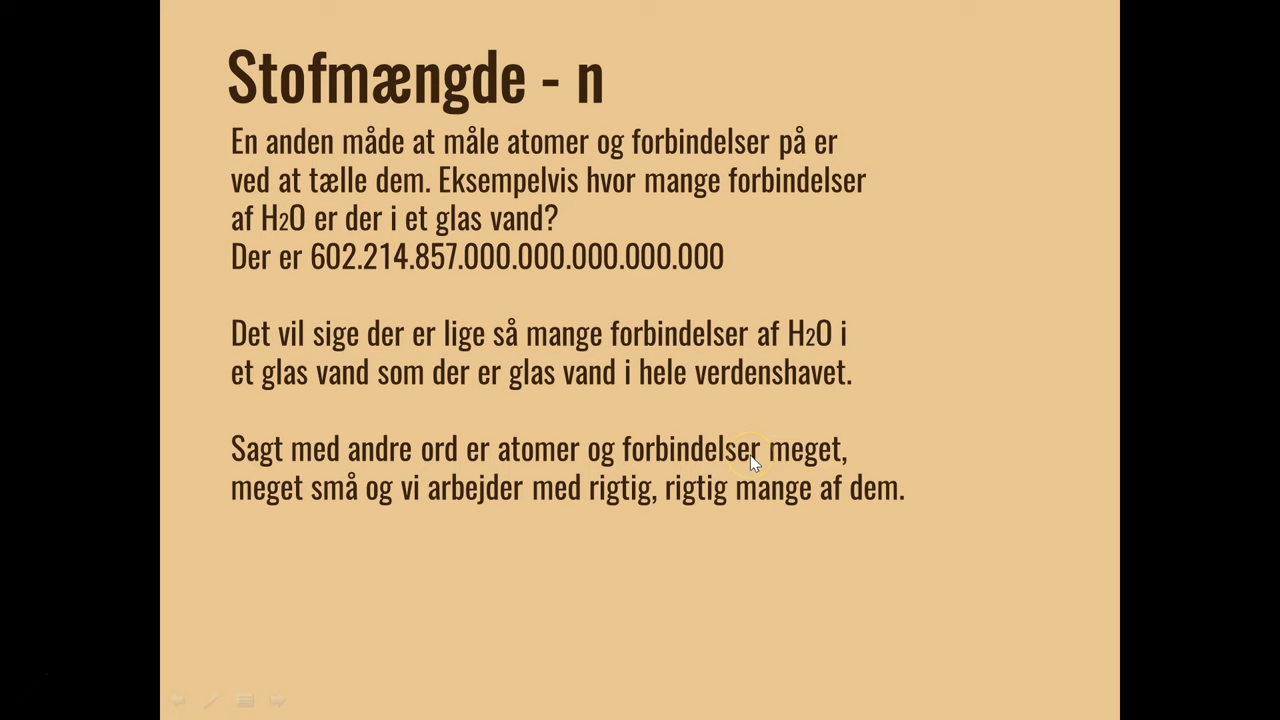 Stofmængde - n
En anden måde at måle atomer og forbindelser på er
ved at tælle dem. Eksempelvis hvor mange forbindelser
af H2O er der i et glas vand?
Der er 602.214.857.000.000.000.000.000
Det vil sige der er lige så mange forbindelser af H2O i
et glas vand som der er glas vand i hele verdenshavet.
Sagt med andre ord er atomer og forbindelser meget,
meget små og vi arbejder med rigtig, rigtig mange af dem.